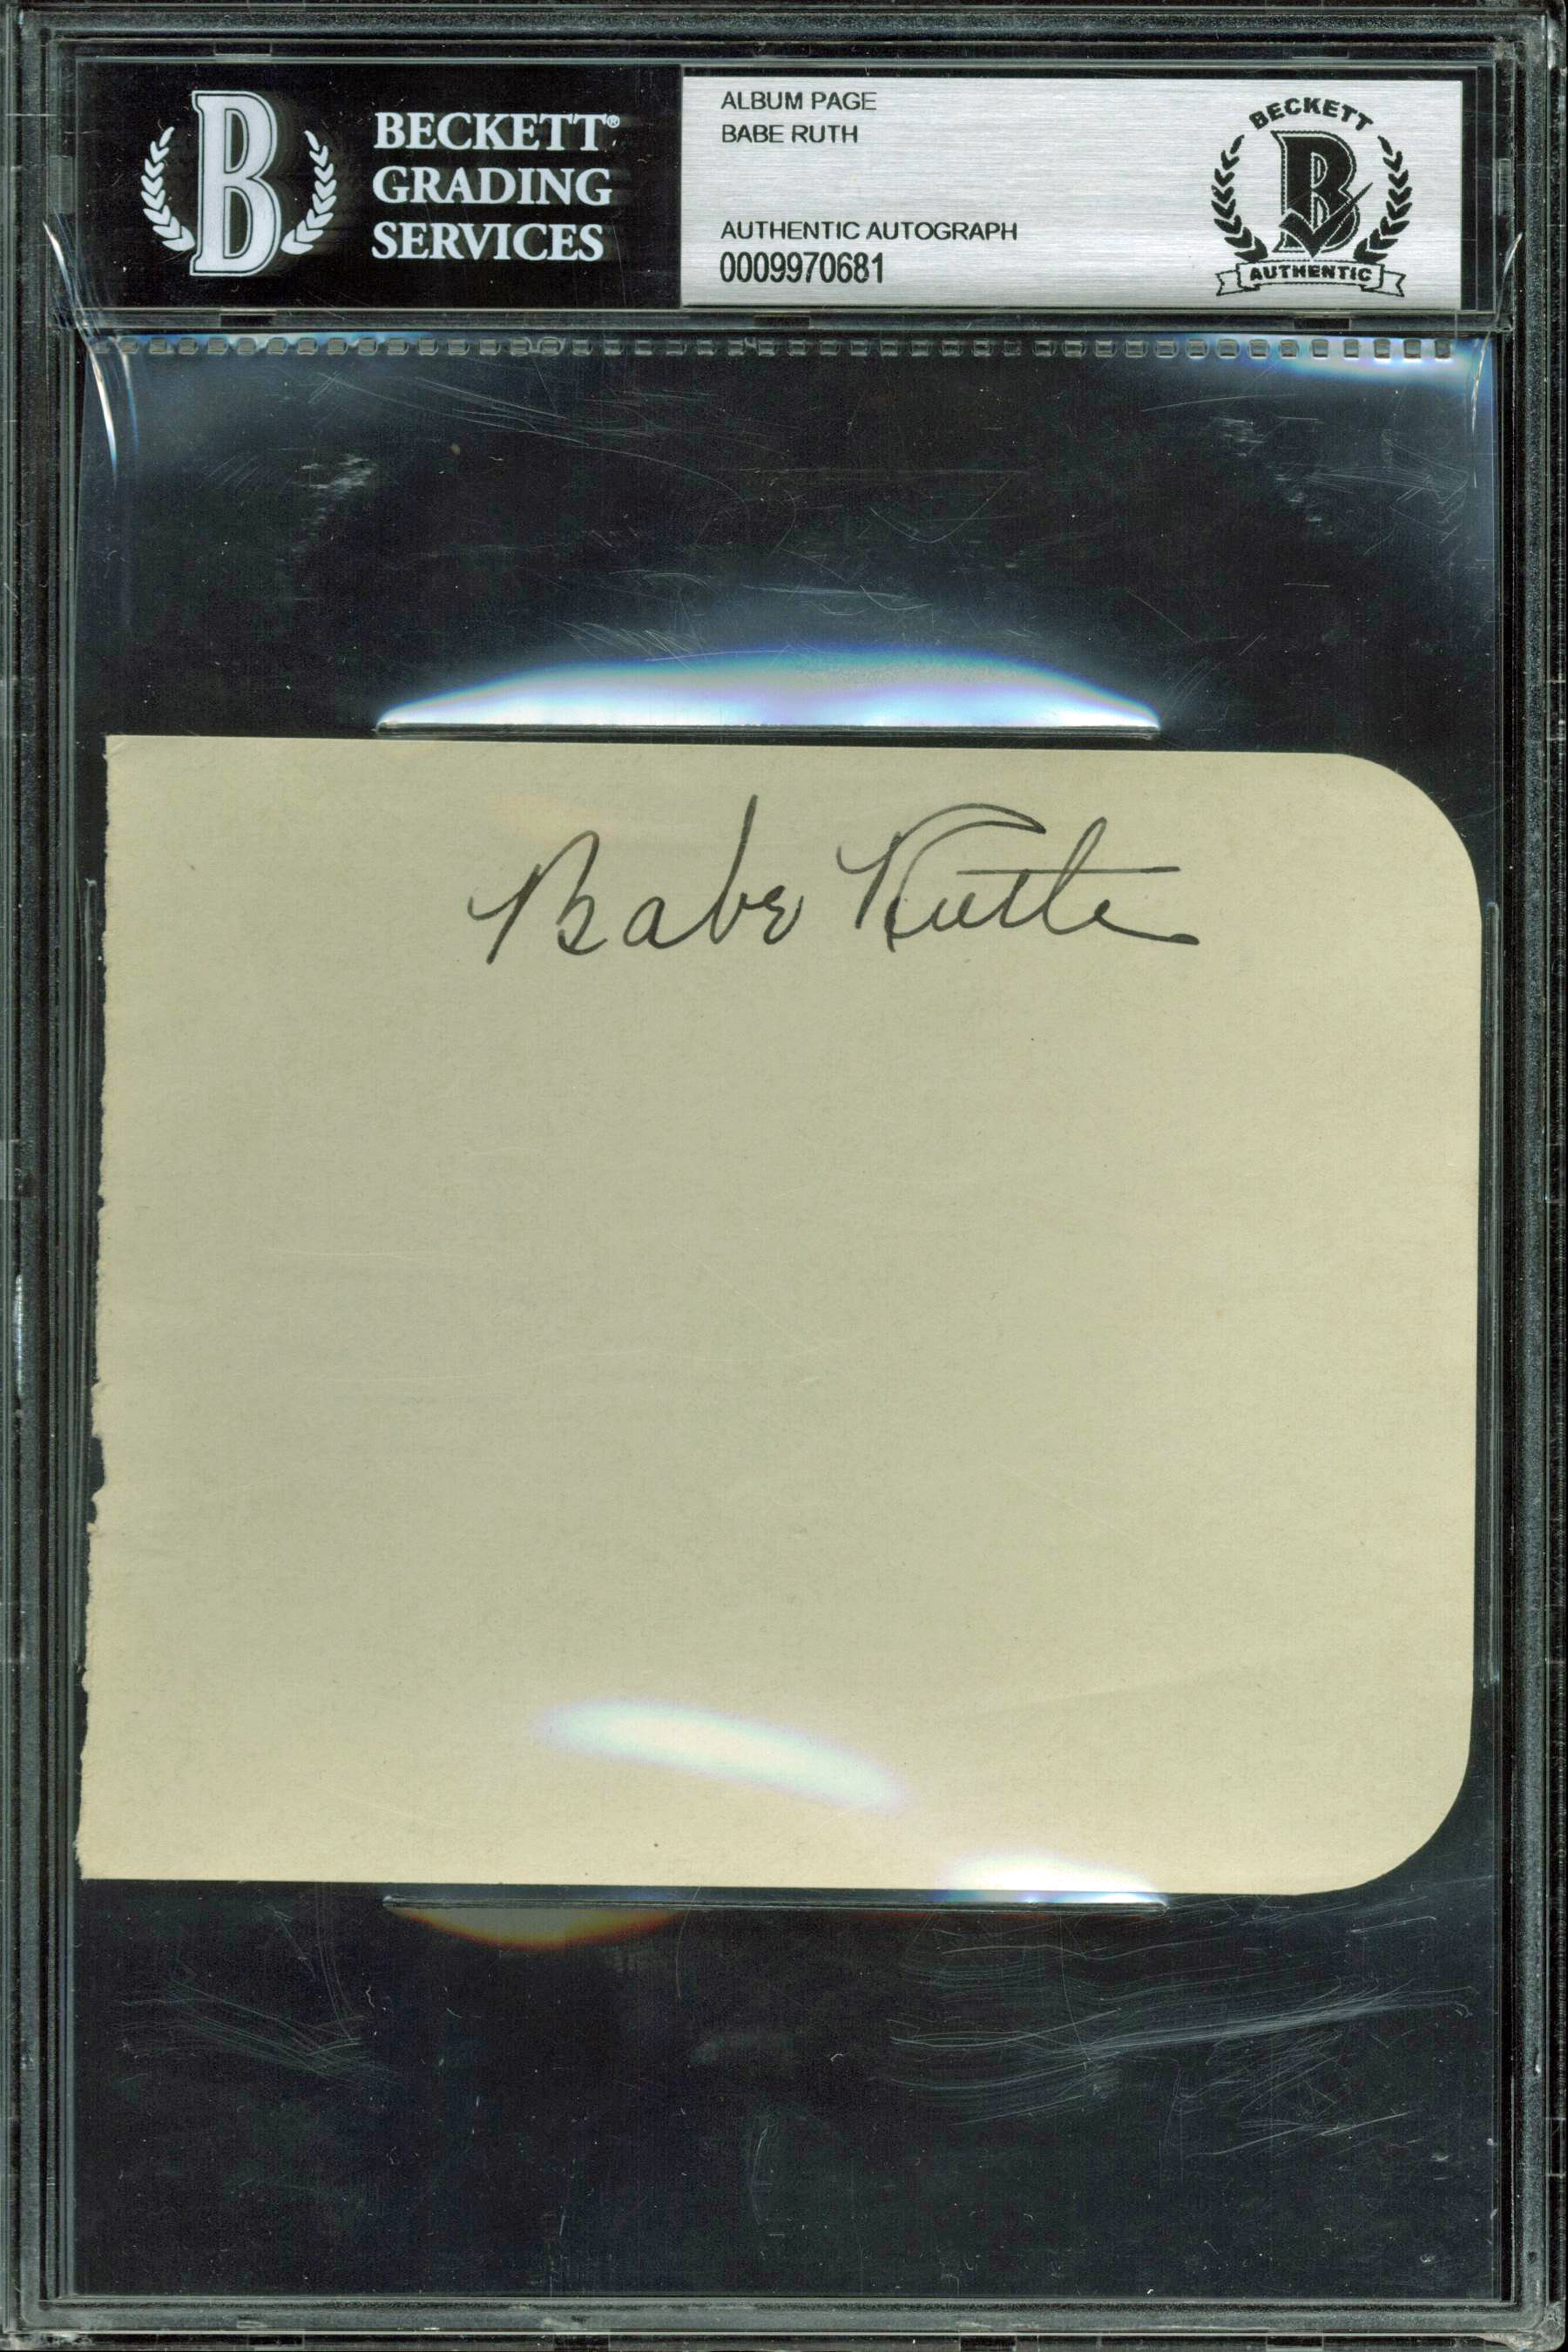 BECKETT®
GRADING
SERVICES
ALBUM PAGE
BABE RUTH
AUTHENTIC AUTOGRAPH
0009970681
BECKETT
B
AUTHENTIC
B
Babe Ruth